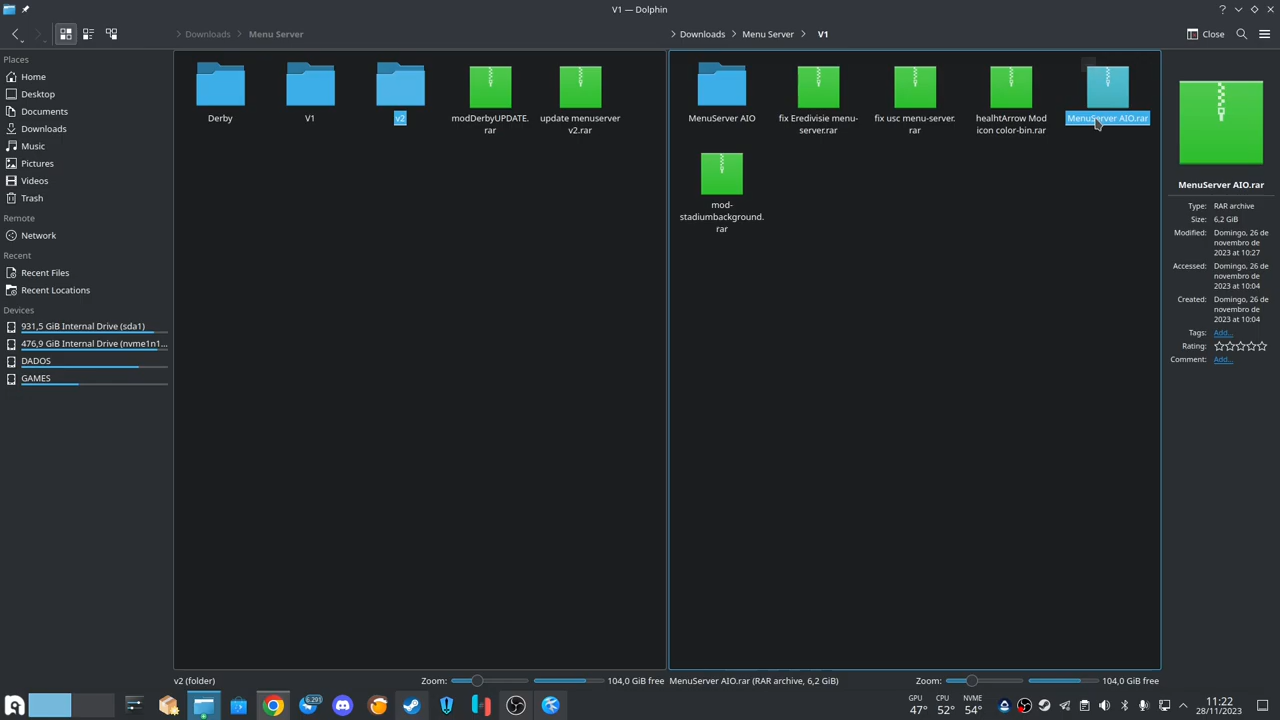 V1 — Dolphin
Downloads
Menu Server
Downloads
Menu Server
V1
Close
Places
Home
Desktop
Documents
Downloads
Music
Pictures
Videos
Trash
Remote
Network
Recent
Recent Files
Recent Locations
Devices
931,5 GiB Internal Drive (sda1)
476,9 GiB Internal Drive (nvme1n1...
DADOS
GAMES
Derby
V1
v2
modDerbyUPDATE.
rar
update menuserver
v2.rar
MenuServer AIO
fix Eredivisie menu-
server.rar
fix usc menu-server.
rar
healhtArrow Mod
icon color-bin.rar
MenuServer AIO.rar
mod-
stadiumbackground.
rar
MenuServer AIO.rar
Type: RAR archive
Size: 6,2 GiB
Modified: Domingo, 26 de
novembro de
2023 at 10:27
Accessed: Domingo, 26 de
novembro de
2023 at 10:04
Created: Domingo, 26 de
novembro de
2023 at 10:04
Tags: Add...
Rating:
Comment: Add...
v2 (folder)
Zoom:
104,0 GiB free
MenuServer AIO.rar (RAR archive, 6,2 GiB)
Zoom:
104,0 GiB free
6.291
GPU
47°
CPU
52°
NVME
54°
11:22
28/11/2023